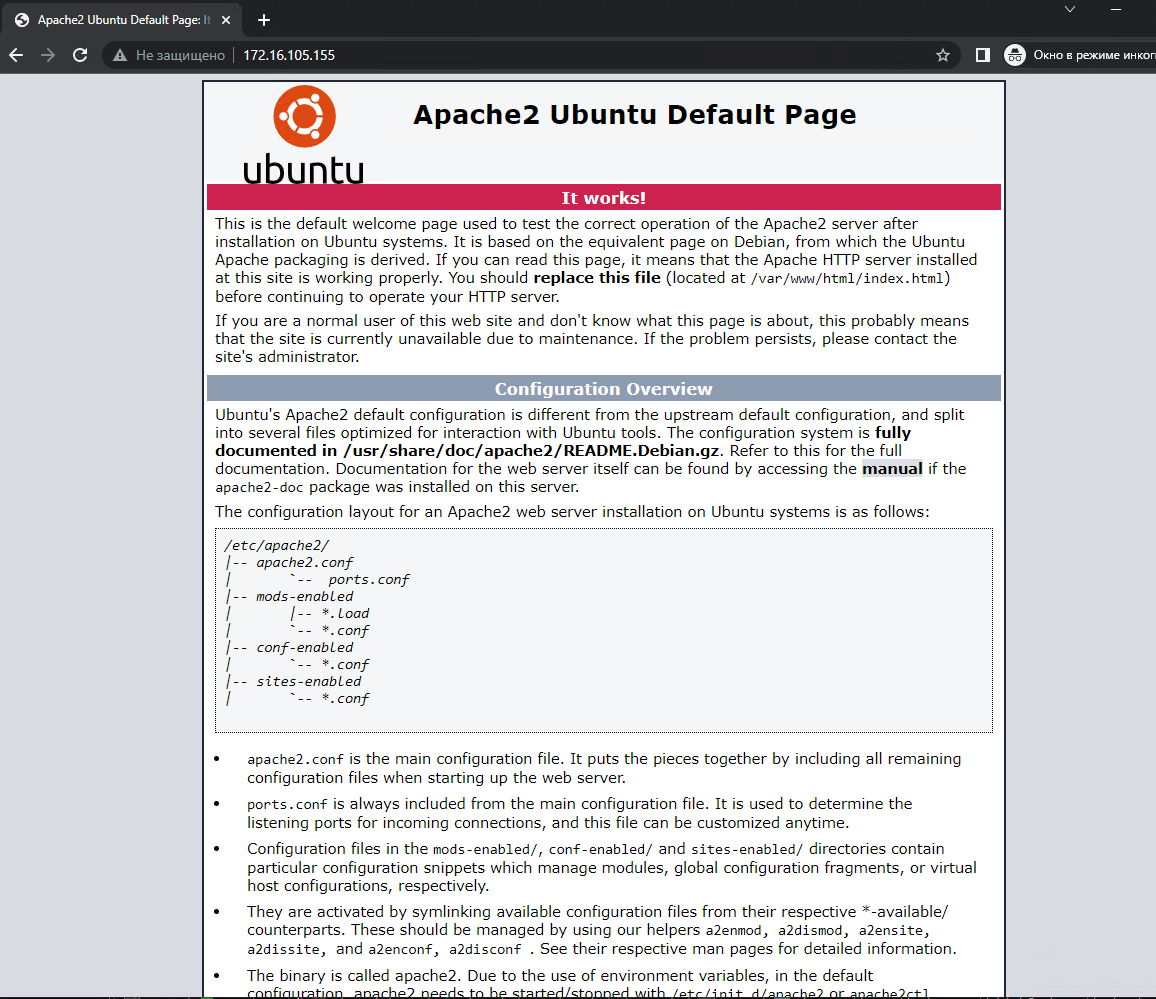 Apache2 Ubuntu Default Page: It
Не защищено
172.16.105.155
Окно в режиме
ubuntu
Apache2 Ubuntu Default Page
It works!
This is the default welcome page used to test the correct operation of the Apache2 server after
installation on Ubuntu systems. It is based on the equivalent page on Debian, from which the Ubuntu
Apache packaging is derived. If you can read this page, it means that the Apache HTTP server installed
at this site is working properly. You should replace this file (located at /var/www/html/index.html)
before continuing to operate your HTTP server.
If you are a normal user of this web site and don't know what this page is about, this probably means
that the site is currently unavailable due to maintenance. If the problem persists, please contact the
site's administrator.
Configuration Overview
Ubuntu's Apache2 default configuration is different from the upstream default configuration, and split
into several files optimized for interaction with Ubuntu tools. The configuration system is fully
documented in /usr/share/doc/apache2/README.Debian.gz. Refer to this for the full
documentation. Documentation for the web server itself can be found by accessing the manual if the
apache2-doc package was installed on this server.
The configuration layout for an Apache2 web server installation on Ubuntu systems is as follows:
/etc/apache2/
|-- apache2.conf
|       `--  ports.conf
|-- mods-enabled
|       |-- *.load
|       `-- *.conf
|-- conf-enabled
|       `-- *.conf
|-- sites-enabled
|       `-- *.conf
• apache2.conf is the main configuration file. It puts the pieces together by including all remaining
configuration files when starting up the web server.
• ports.conf is always included from the main configuration file. It is used to determine the
listening ports for incoming connections, and this file can be customized anytime.
• Configuration files in the mods-enabled/, conf-enabled/ and sites-enabled/ directories contain
particular configuration snippets which manage modules, global configuration fragments, or virtual
host configurations, respectively.
• They are activated by symlinking available configuration files from their respective *-available/
counterparts. These should be managed by using our helpers a2enmod, a2dismod, a2ensite,
a2dissite, and a2enconf, a2disconf . See their respective man pages for detailed information.
• The binary is called apache2. Due to the use of environment variables, in the default
configuration, apache2 needs to be started/stopped with /etc/init.d/apache2 or apache2ctl